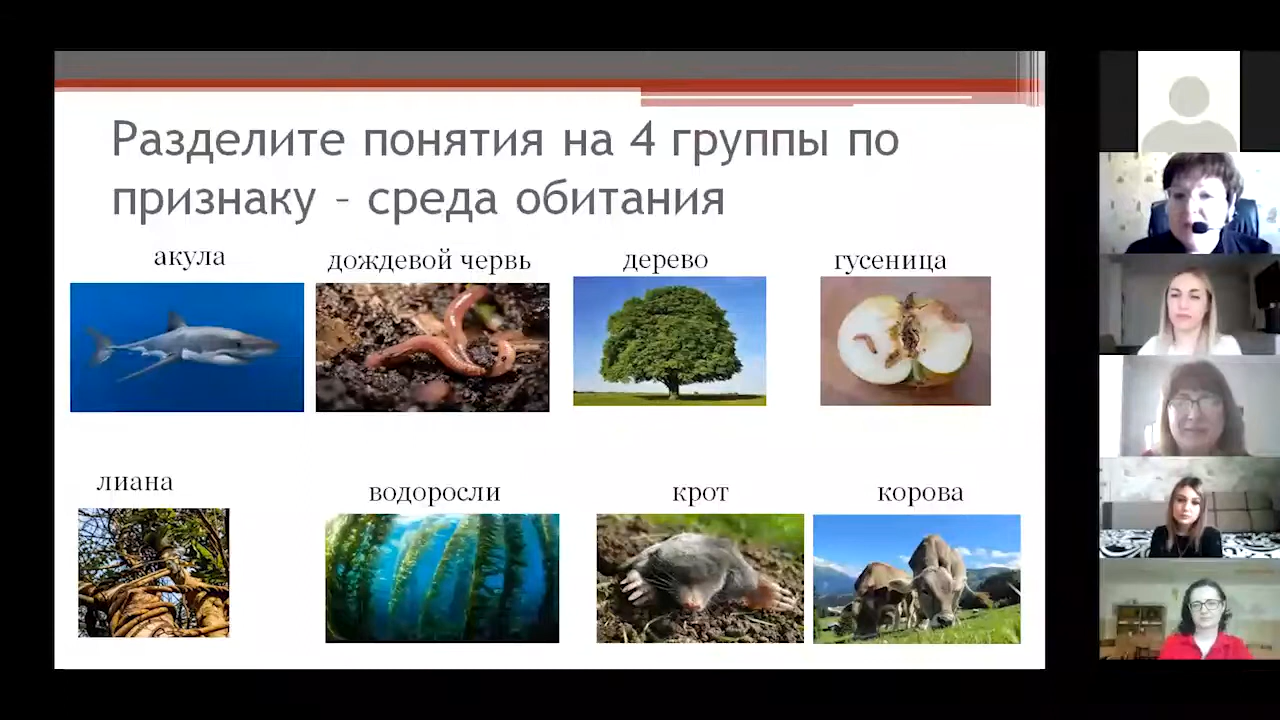 Разделите понятия на 4 группы по
признаку – среда обитания
акула
дождевой червь
дерево
гусеница
лиана
водоросли
крот
корова